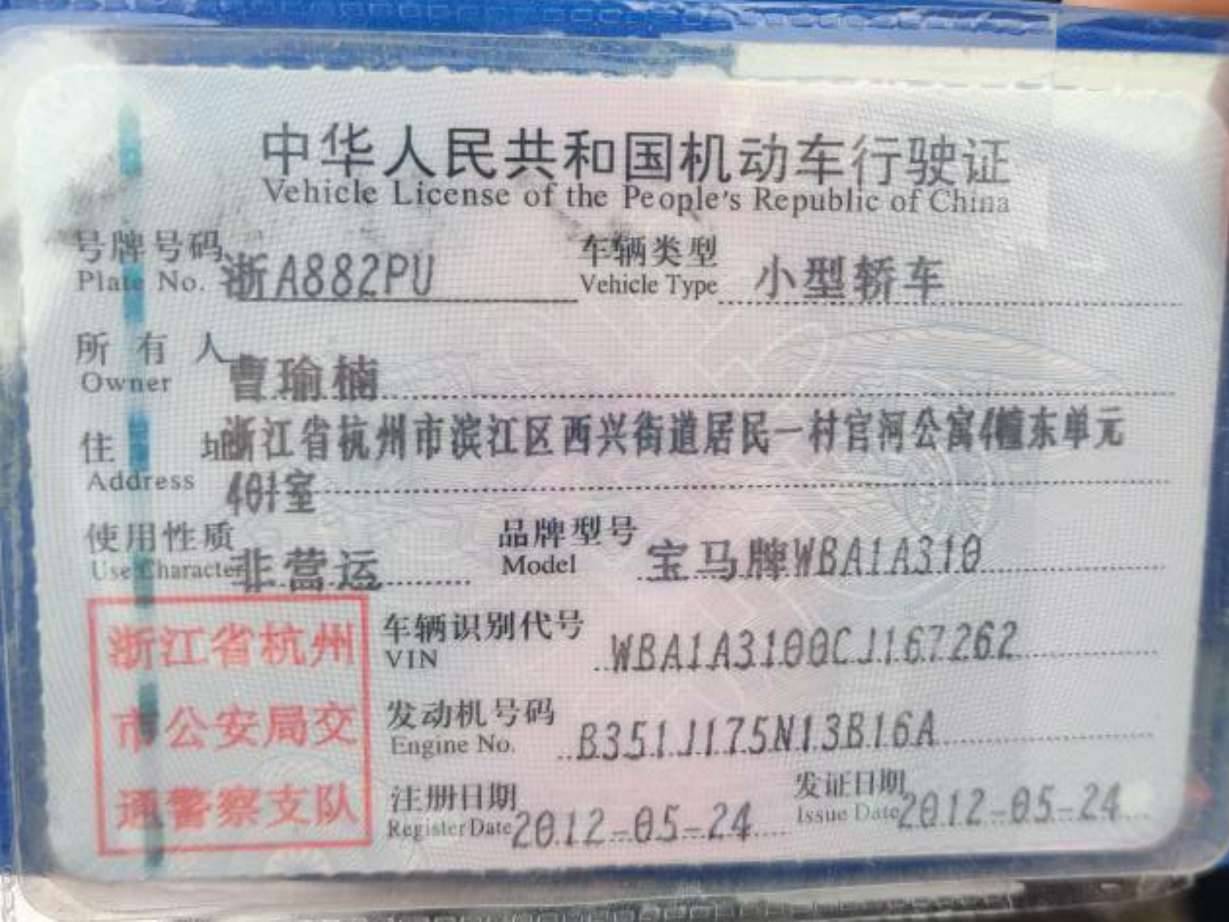 中华人民共和国机动车行驶证
Vehicle License of the People's Republic of China
号牌号码 浙A882PU 车辆类型 小型轿车
Plate No. Vehicle Type
所有人 曹瑜楠
Owner
住址 浙江省杭州市滨江区西兴街道居民一村官河公寓4幢东单元
Address 401室
使用性质 非营运 品牌型号 宝马牌WBA1A310
Use Character Model
浙江省杭州
市公安局交
通警察支队
车辆识别代号 WBA1A3100CJ167262
VIN
发动机号码 B351J175N13B16A
Engine No.
注册日期 2012-05-24 发证日期 2012-05-24
Register Date Issue Date